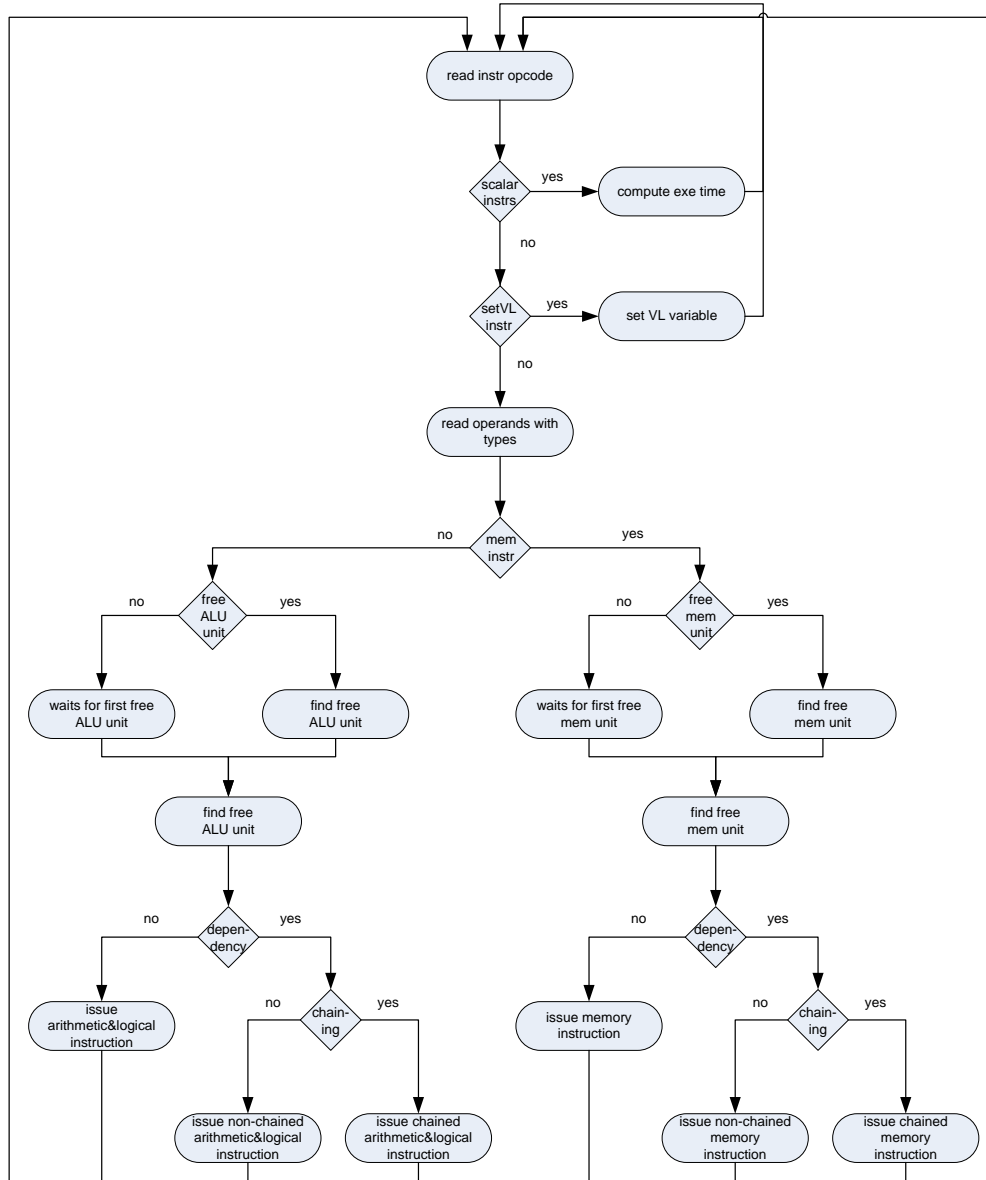 read instr opcode
scalar
instrs
yes
compute exe time
no
setVL
instr
yes
set VL variable
no
read operands with
types
no
mem
instr
yes
no
free
ALU
unit
yes
no
free
mem
unit
yes
waits for first free
ALU unit
find free
ALU unit
waits for first free
mem unit
find free
mem unit
find free
ALU unit
find free
mem unit
no
depen-
dency
yes
no
depen-
dency
yes
issue
arithmetic&logical
instruction
no
chain-
ing
yes
issue memory
instruction
no
chain-
ing
yes
issue non-chained
arithmetic&logical
instruction
issue chained
arithmetic&logical
instruction
issue non-chained
memory
instruction
issue chained
memory
instruction